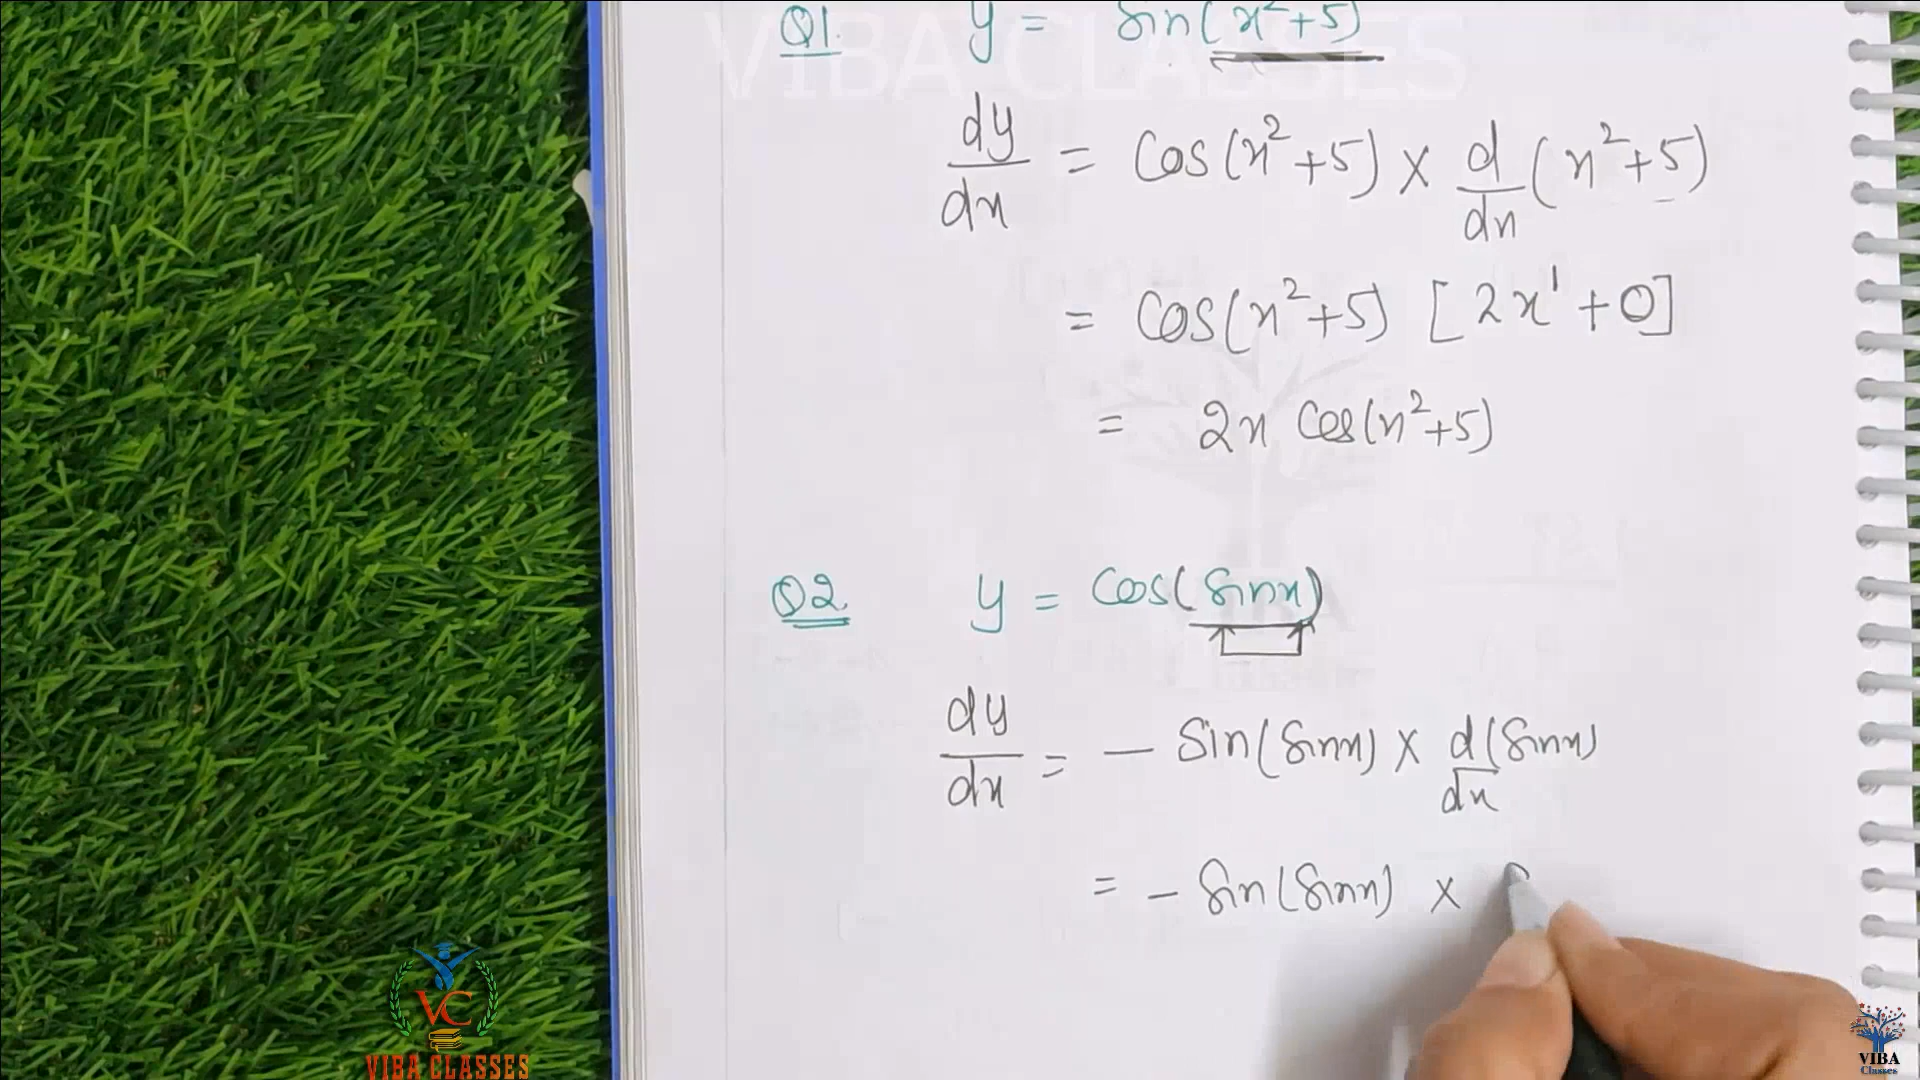 VIBA CLASSES
Q1. y = sin(x²+5)
dy/dx = cos(x²+5) × d/dx (x²+5)
= cos(x²+5) [2x¹+0]
= 2x cos(x²+5)
Q2. y = cos(sinx)
dy/dx = - sin(sinx) × d/dx (sinx)
= - sin(sinx) ×
VC
VIBA CLASSES
VIBA
Classes